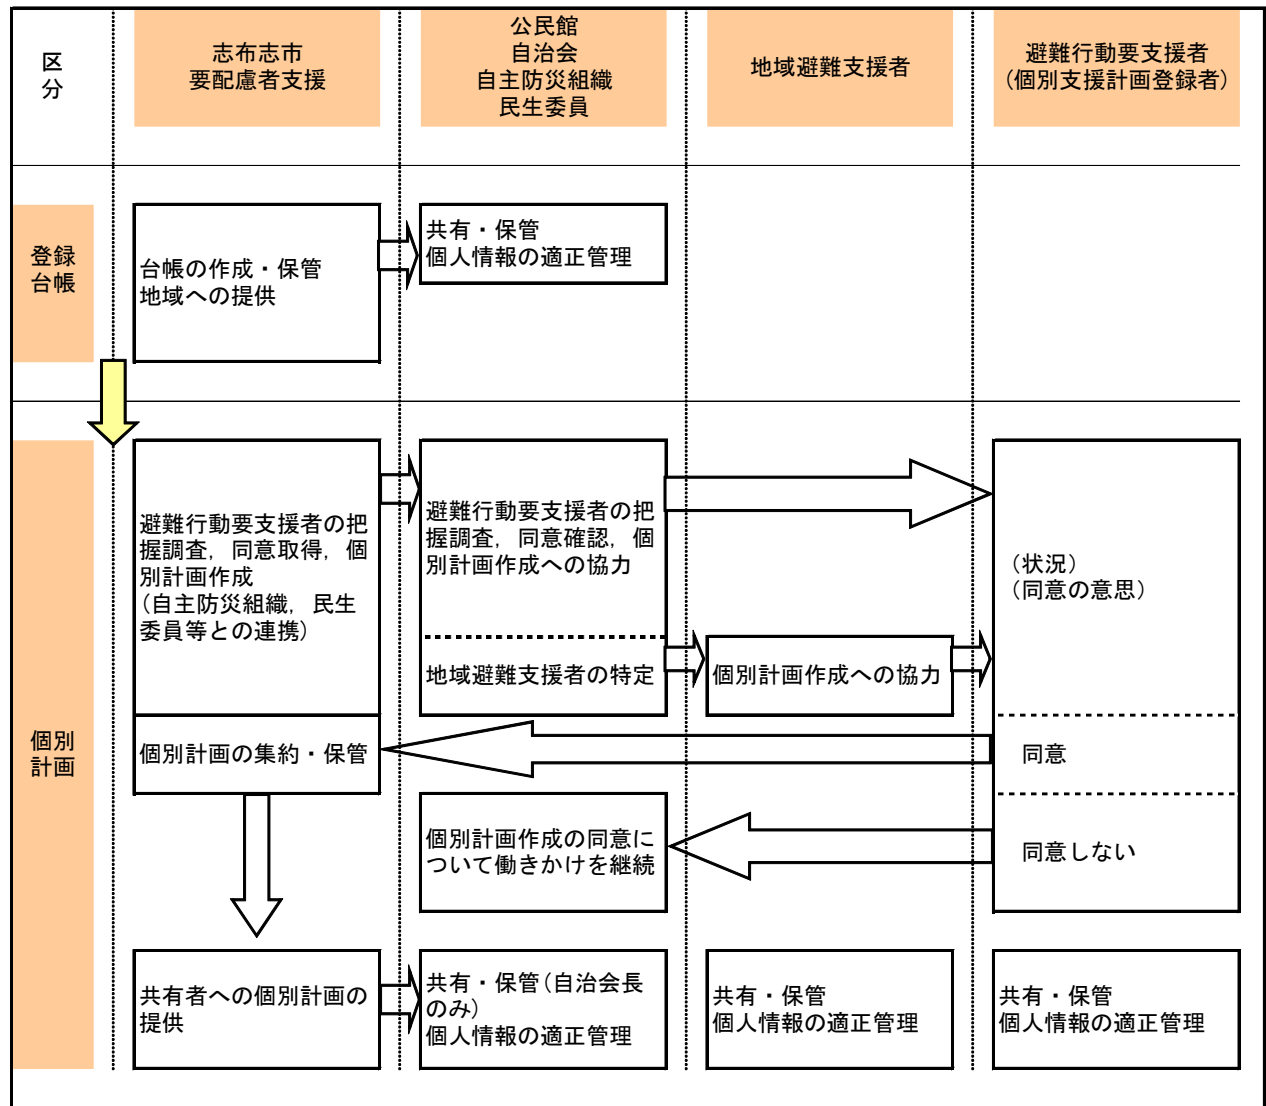 区
分
志布志市
要配慮者支援
公民館
自治会
自主防災組織
民生委員
地域避難支援者
避難行動要支援者
(個別支援計画登録者)
登録
台帳
台帳の作成・保管
地域への提供
共有・保管
個人情報の適正管理
個別
計画
避難行動要支援者の把
握調査，同意取得，個
別計画作成
(自主防災組織，民生
委員等との連携)
避難行動要支援者の把
握調査，同意確認，個
別計画作成への協力
地域避難支援者の特定
個別計画作成への協力
(状況)
(同意の意思)
個別計画の集約・保管
同意
個別計画作成の同意に
ついて働きかけを継続
同意しない
共有者への個別計画の
提供
共有・保管(自治会長
のみ)
個人情報の適正管理
共有・保管
個人情報の適正管理
共有・保管
個人情報の適正管理